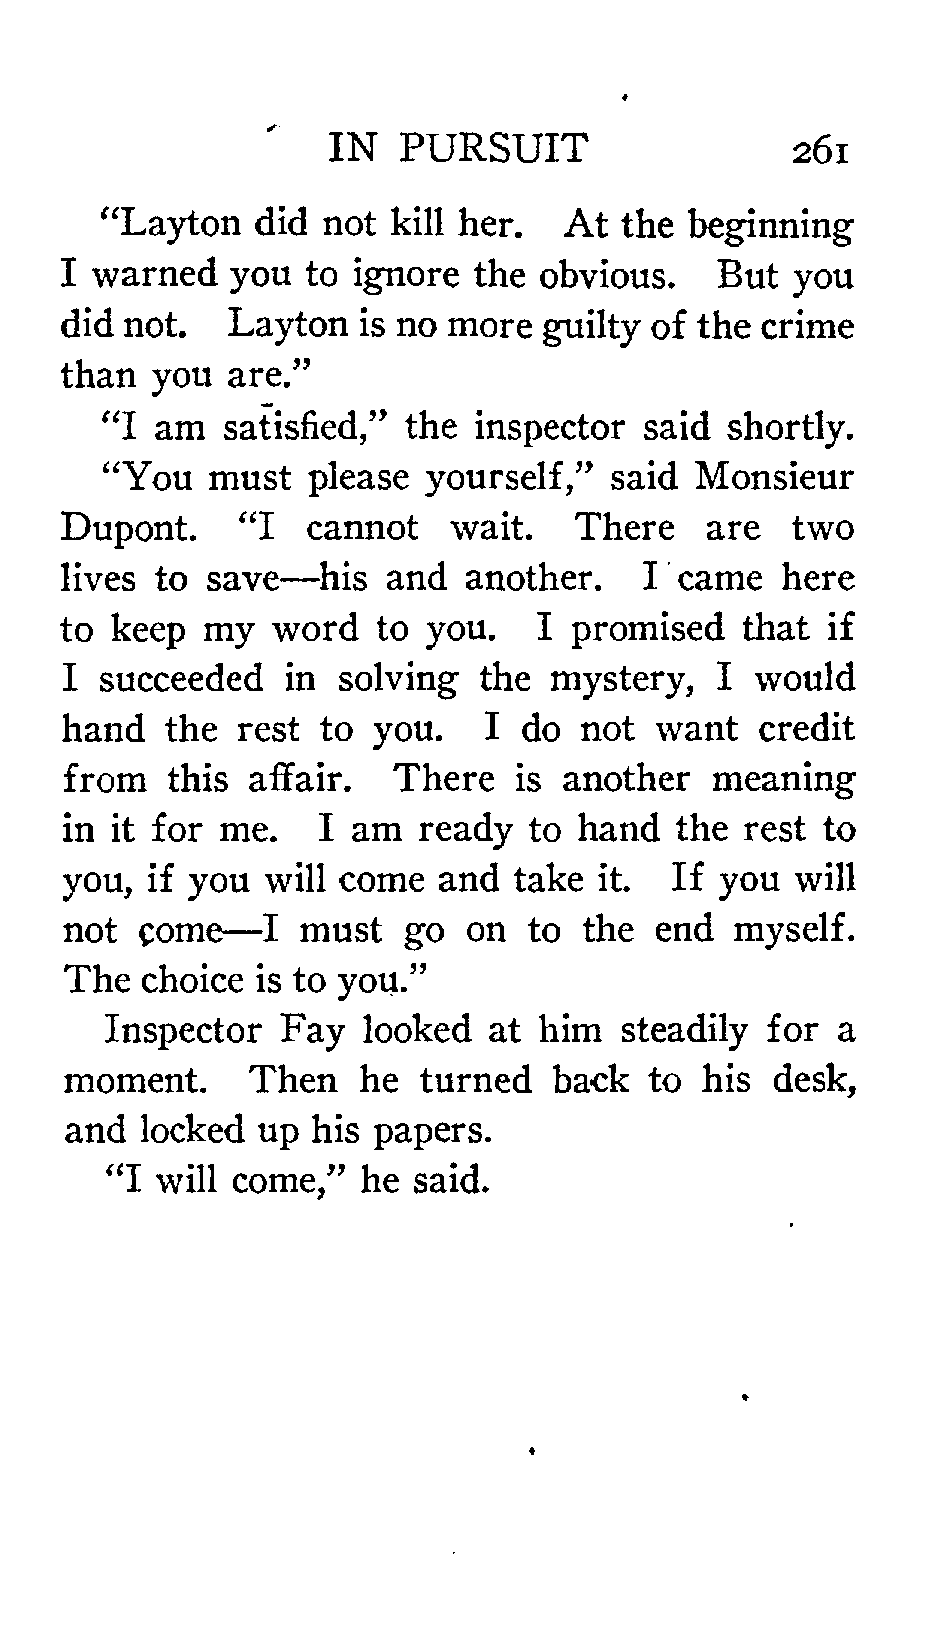 IN PURSUIT 261
"Layton did not kill her. At the beginning
I warned you to ignore the obvious. But you
did not. Layton is no more guilty of the crime
than you are."
"I am satisfied," the inspector said shortly.
"You must please yourself," said Monsieur
Dupont. "I cannot wait. There are two
lives to save—his and another. I came here
to keep my word to you. I promised that if
I succeeded in solving the mystery, I would
hand the rest to you. I do not want credit
from this affair. There is another meaning
in it for me. I am ready to hand the rest to
you, if you will come and take it. If you will
not come—I must go on to the end myself.
The choice is to you."
Inspector Fay looked at him steadily for a
moment. Then he turned back to his desk,
and locked up his papers.
"I will come," he said.